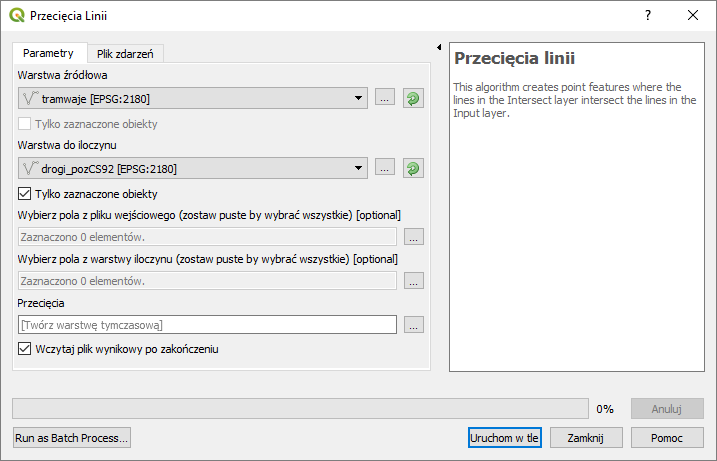 Przecięcia Linii
Parametry
Plik zdarzeń
Warstwa źródłowa
tramwaje [EPSG:2180]
...
Tylko zaznaczone obiekty
Warstwa do iloczynu
drogi_pozCS92 [EPSG:2180]
...
Tylko zaznaczone obiekty
Wybierz pola z pliku wejściowego (zostaw puste by wybrać wszystkie) [optional]
Zaznaczono 0 elementów.
...
Wybierz pola z warstwy iloczynu (zostaw puste by wybrać wszystkie) [optional]
Zaznaczono 0 elementów.
...
Przecięcia
[Twórz warstwę tymczasową]
...
Wczytaj plik wynikowy po zakończeniu
Przecięcia linii
This algorithm creates point features where the
lines in the Intersect layer intersect the lines in the
Input layer.
0%
Anuluj
Run as Batch Process...
Uruchom w tle
Zamknij
Pomoc